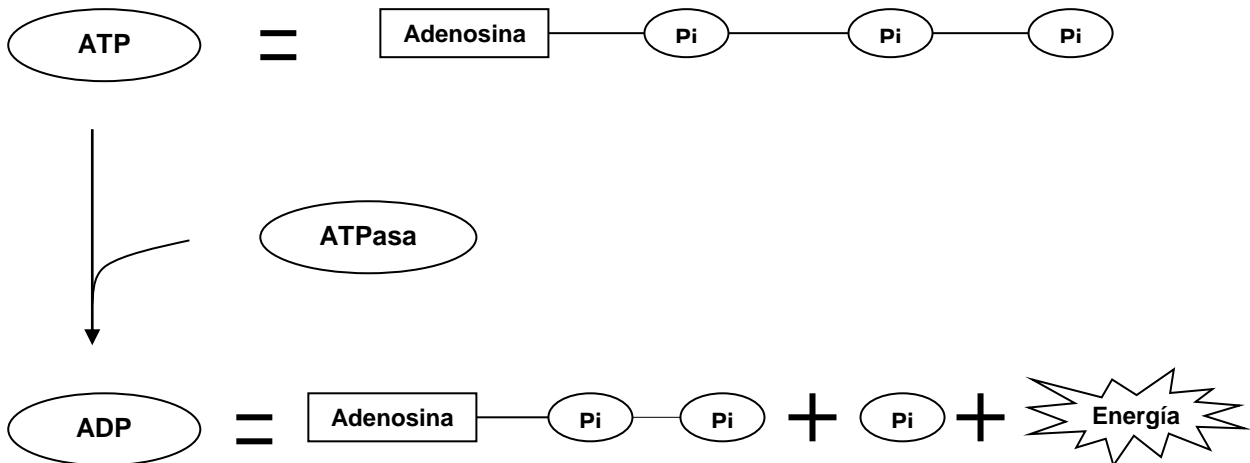 ATP = Adenosina Pi Pi Pi
ATPasa
ADP = Adenosina Pi Pi + Pi + Energía